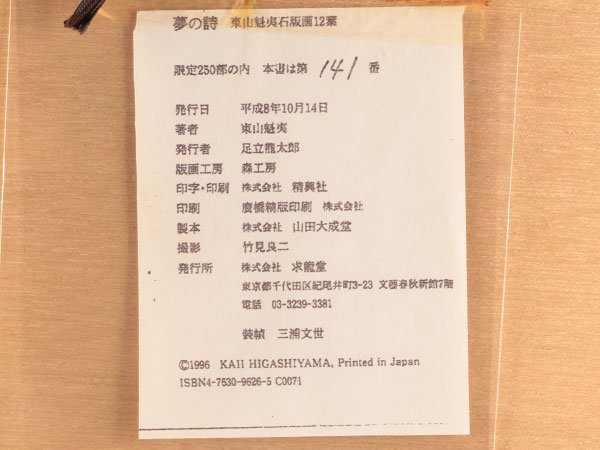 夢の詩 東山魁夷石版画12葉
限定250部の内 本書は第 141 番
発行日 平成8年10月14日
著者 東山魁夷
発行者 足立龍太郎
版画工房 森工房
印字・印刷 株式会社 精興社
印刷 廣橋精版印刷 株式会社
製本 株式会社 山田大成堂
撮影 竹見良二
発行所 株式会社 求龍堂
東京都千代田区紀尾井町3-23 文藝春秋新館7階
電話 03-3239-3381
装幀 三浦文世
©1996 KAII HIGASHIYAMA, Printed in Japan
ISBN4-7630-9626-5 C0071